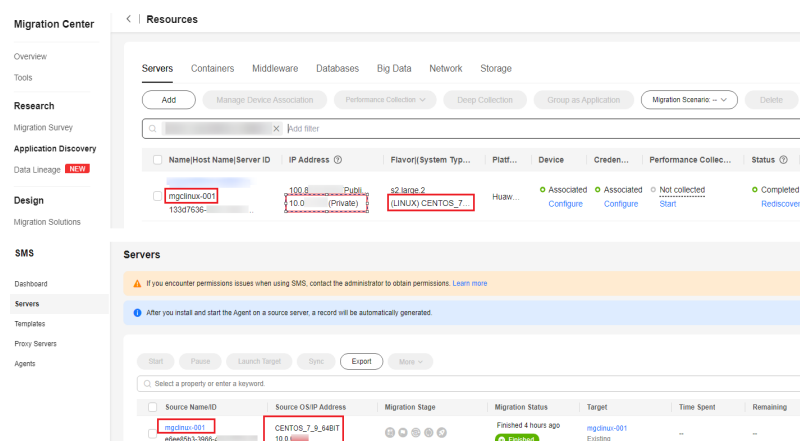 Migration Center
Resources
Overview
Tools
Research
Migration Survey
Application Discovery
Data Lineage NEW
Design
Migration Solutions
Servers Containers Middleware Databases Big Data Network Storage
Add Manage Device Association Performance Collection Deep Collection Group as Application Migration Scenario: -- Delete
Add filter
Name|Host Name|Server ID IP Address Flavor|(System Typ... Platf... Device Creden... Performance Collec... Status
100.8 Publi... s2.large.2 Associated Associated Not collected Completed
mgclinux-001 10.0 (Private) (LINUX) CENTOS_7... Huaw... Configure Configure Start Rediscover
133d7636- ...
SMS
Dashboard
Servers
Templates
Proxy Servers
Agents
Servers
If you encounter permissions issues when using SMS, contact the administrator to obtain permissions. Learn more
After you install and start the Agent on a source server, a record will be automatically generated.
Start Pause Launch Target Sync Export More
Select a property or enter a keyword.
Source Name/ID Source OS/IP Address Migration Stage Migration Status Target Time Spent Remaining
mgclinux-001 CENTOS_7_9_64BIT Finished 4 hours ago mgclinux-001 -- --
e6ee85b3-3966-4 10.0. Finished Existing